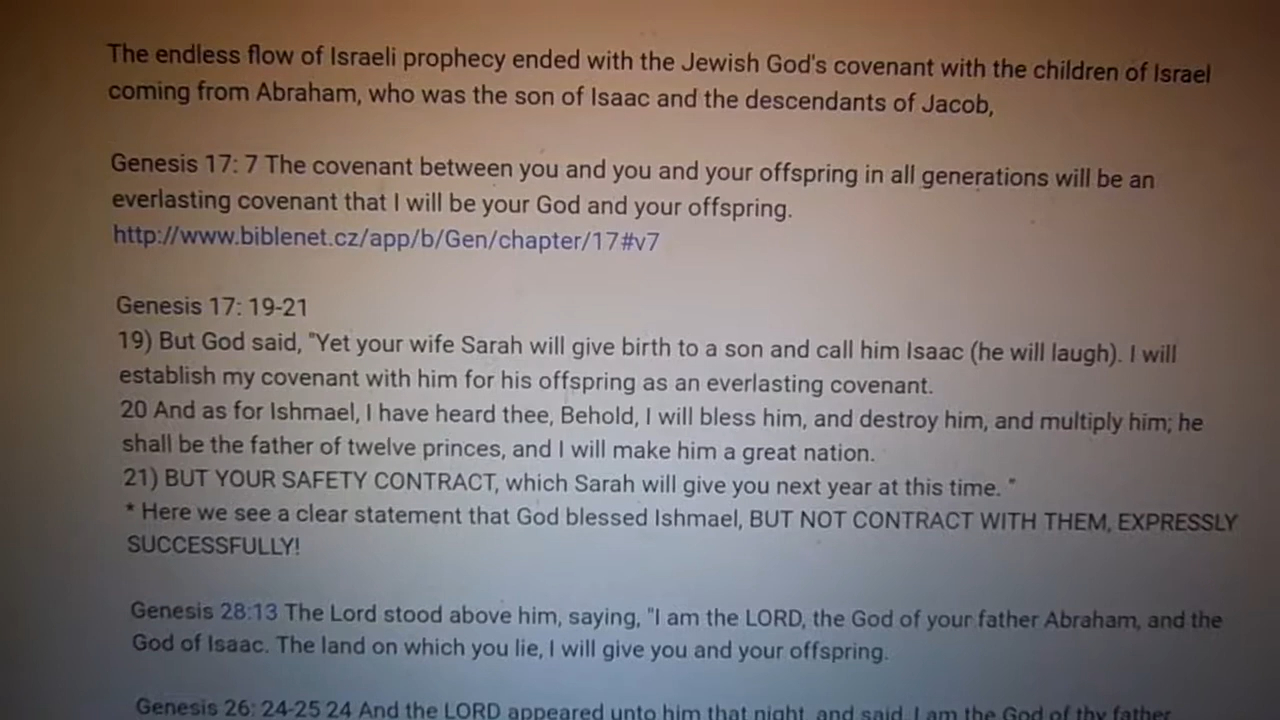 The endless flow of Israeli prophecy ended with the Jewish God's covenant with the children of Israel
coming from Abraham, who was the son of Isaac and the descendants of Jacob,
Genesis 17: 7 The covenant between you and you and your offspring in all generations will be an
everlasting covenant that I will be your God and your offspring.
http://www.biblenet.cz/app/b/Gen/chapter/17#v7
Genesis 17: 19-21
19) But God said, "Yet your wife Sarah will give birth to a son and call him Isaac (he will laugh). I will
establish my covenant with him for his offspring as an everlasting covenant.
20 And as for Ishmael, I have heard thee, Behold, I will bless him, and destroy him, and multiply him; he
shall be the father of twelve princes, and I will make him a great nation.
21) BUT YOUR SAFETY CONTRACT, which Sarah will give you next year at this time. "
* Here we see a clear statement that God blessed Ishmael, BUT NOT CONTRACT WITH THEM, EXPRESSLY
SUCCESSFULLY!
Genesis 28:13 The Lord stood above him, saying, "I am the LORD, the God of your father Abraham, and the
God of Isaac. The land on which you lie, I will give you and your offspring.
Genesis 26: 24-25 24 And the LORD appeared unto him that night, and said, I am the God of thy father